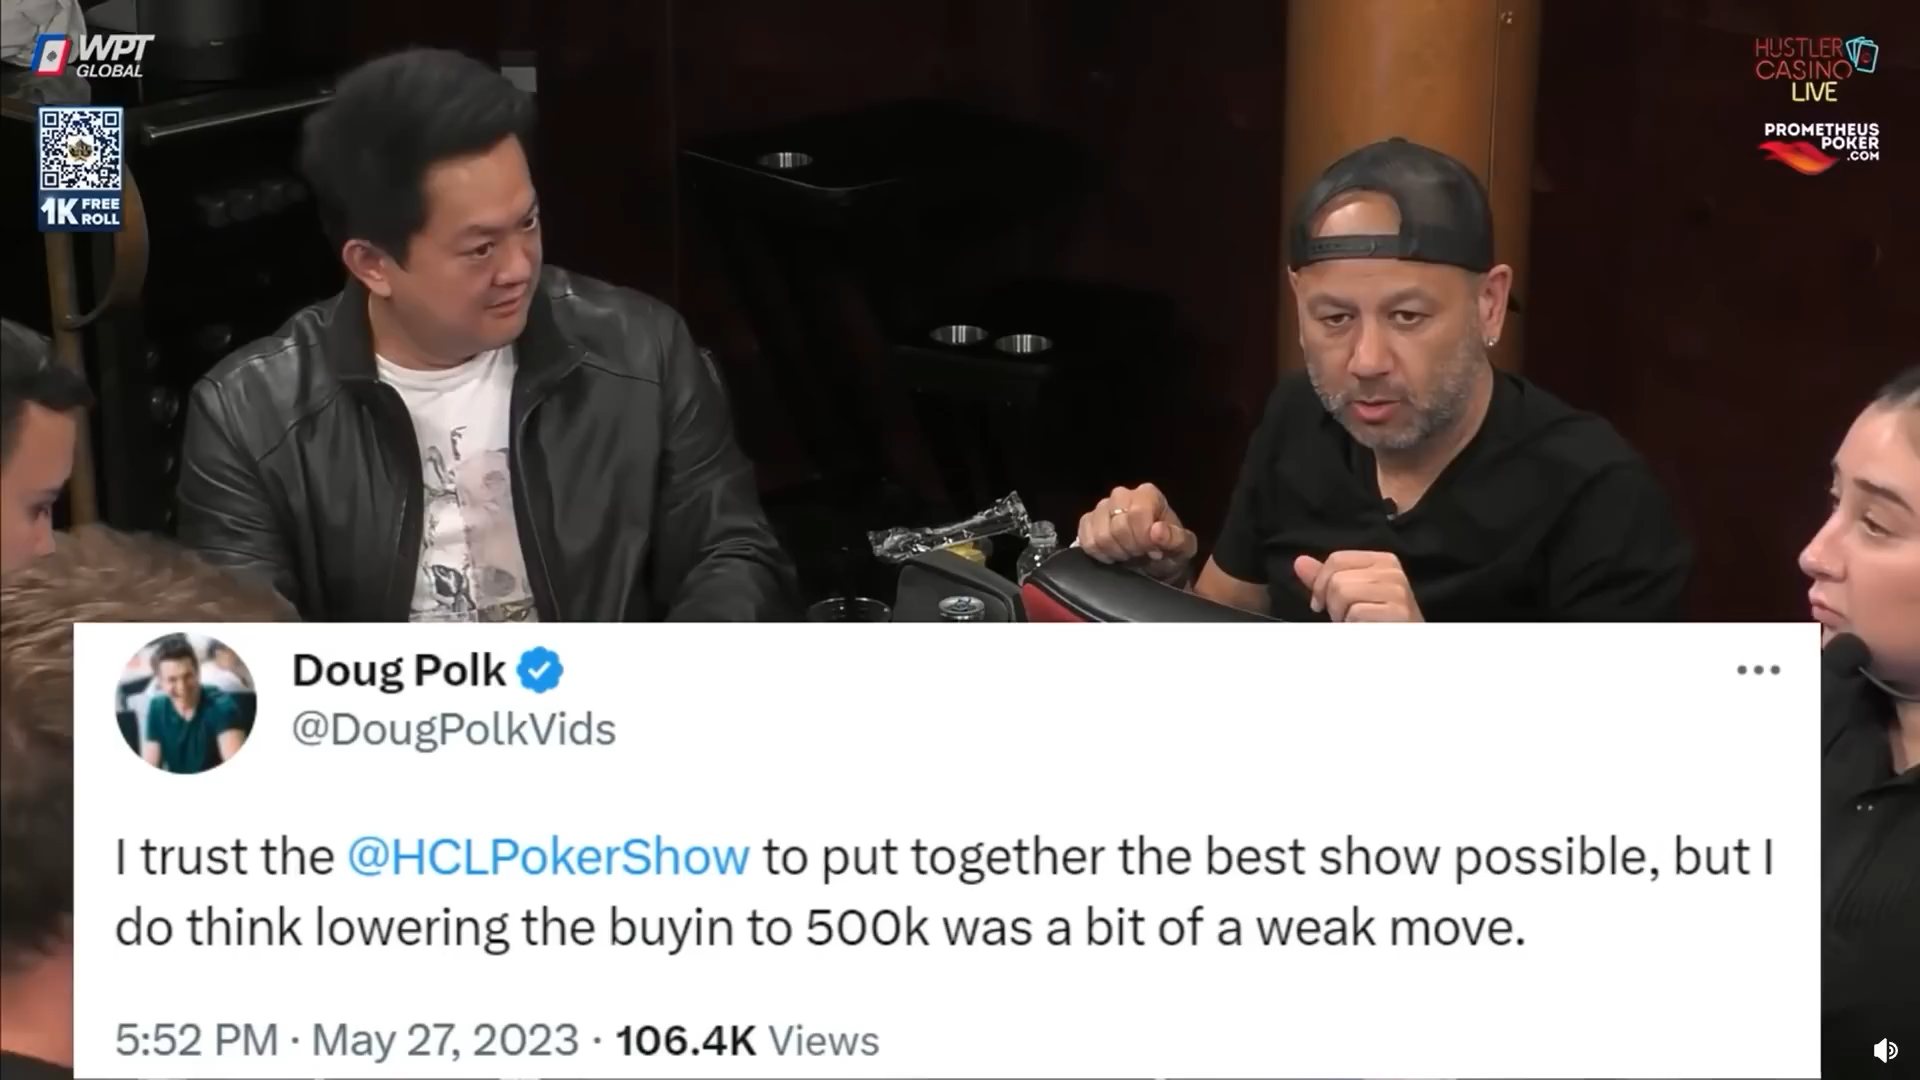 WPT
GLOBAL
1K FREE
ROLL
HUSTLER
CASINO
LIVE
PROMETHEUS
POKER
.COM
Doug Polk
@DougPolkVids
I trust the @HCLPokerShow to put together the best show possible, but I
do think lowering the buyin to 500k was a bit of a weak move.
5:52 PM · May 27, 2023 · 106.4K Views